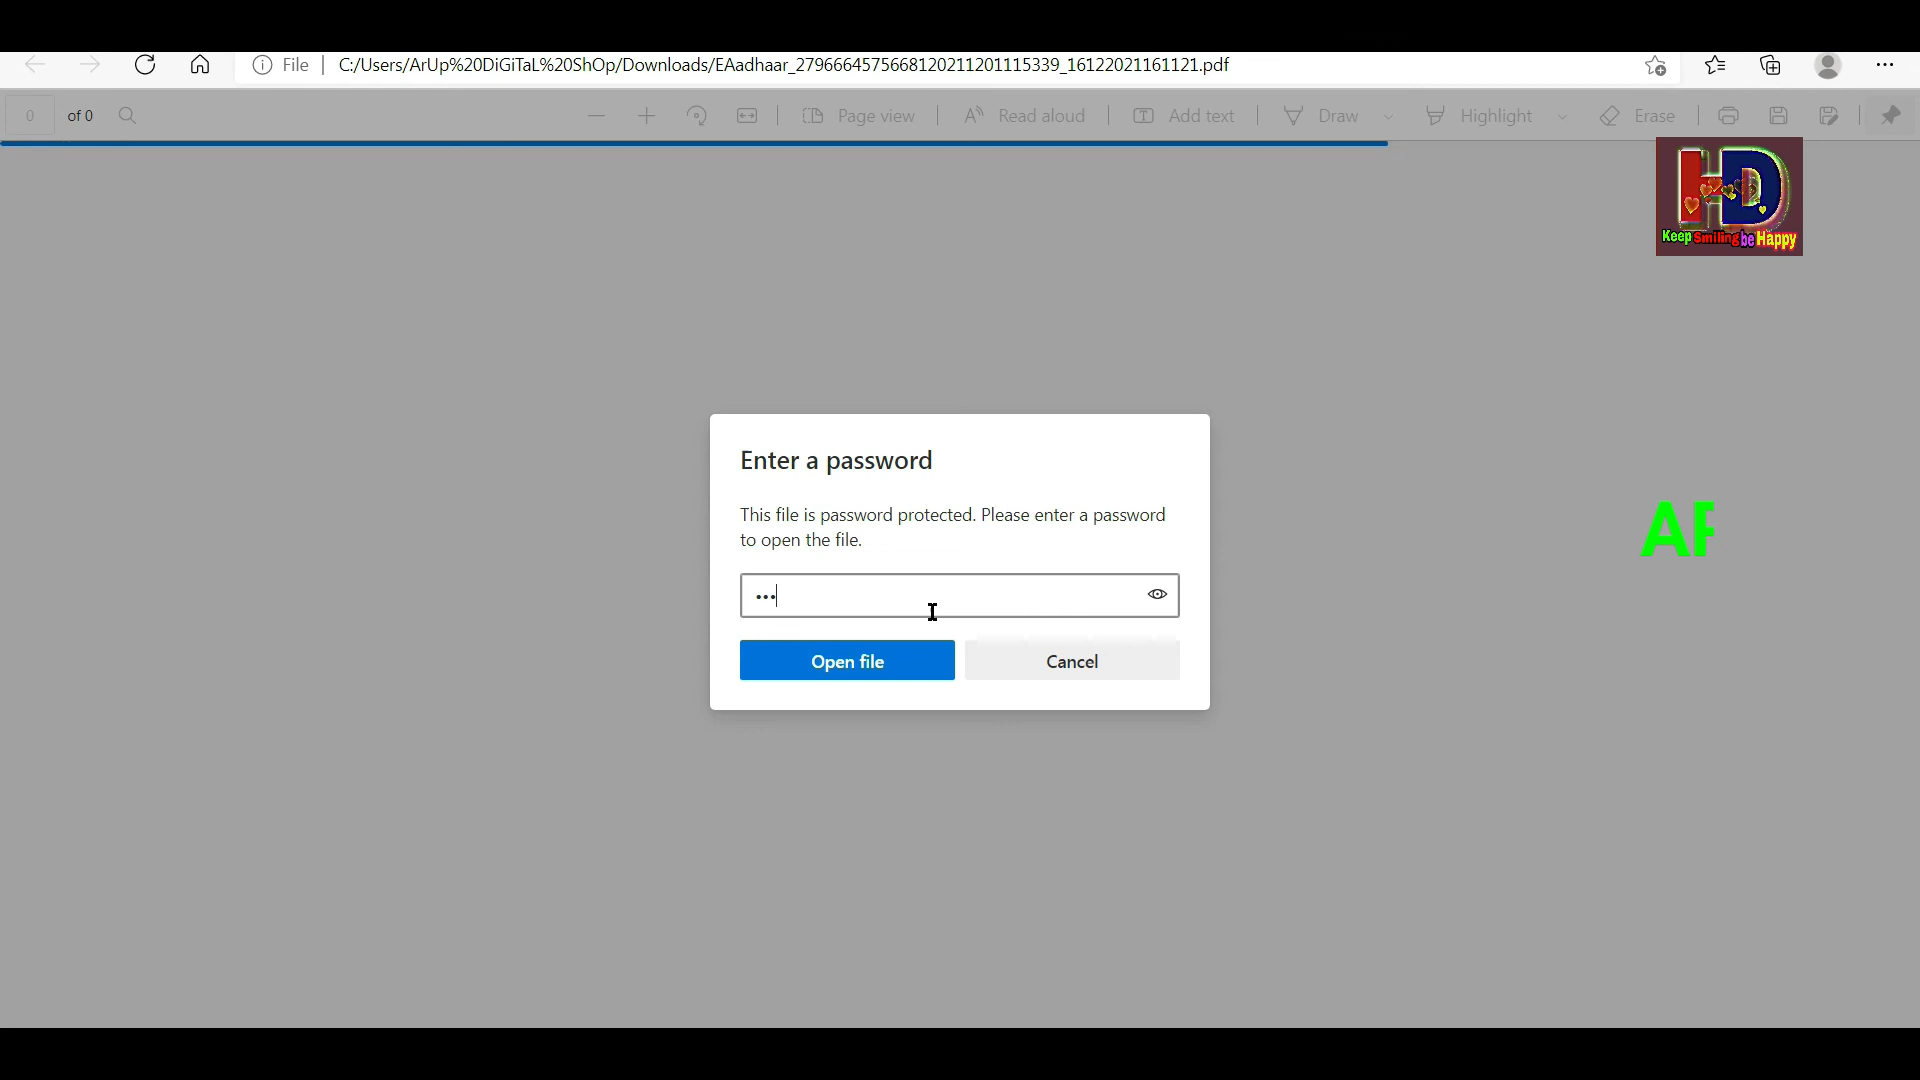 File C:/Users/ArUp%20DiGiTaL%20ShOp/Downloads/EAadhaar_2796664575668120211201115339_16122021161121.pdf
0 of 0 Page view Read aloud Add text Draw Highlight Erase
HD
Keep Smiling be Happy
Enter a password
This file is password protected. Please enter a password
to open the file.
AR
Open file Cancel